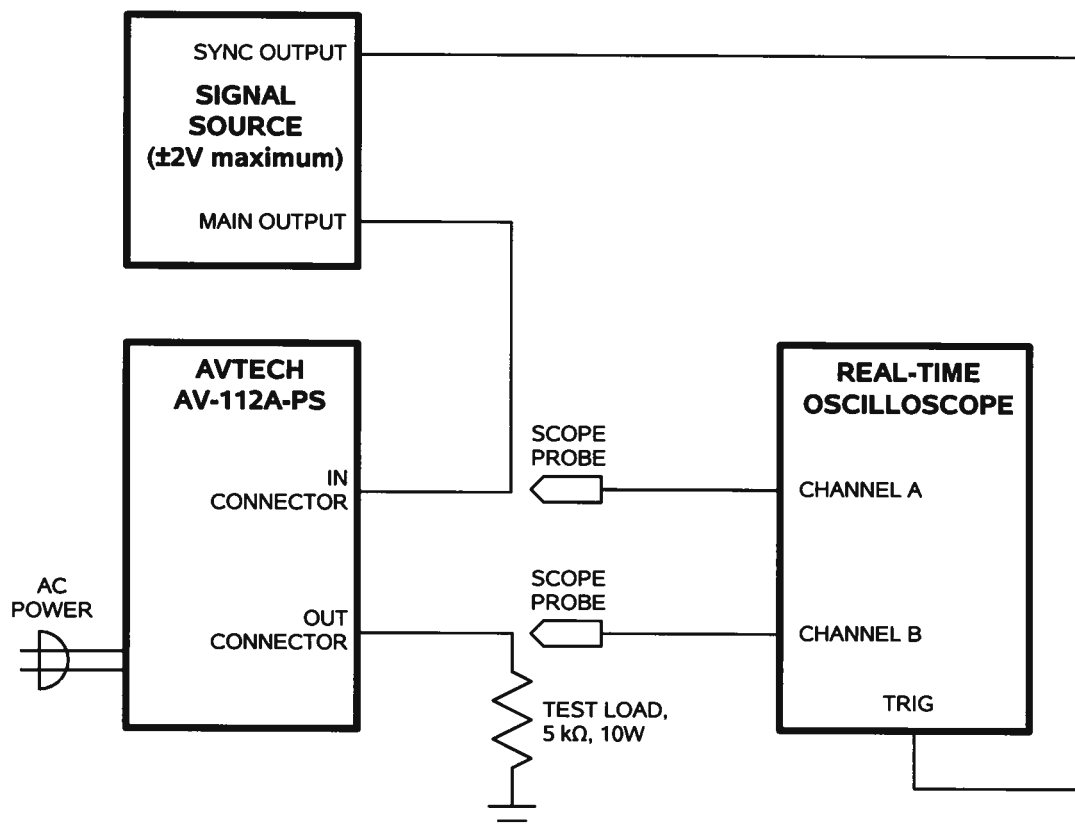 SYNC OUTPUT
SIGNAL
SOURCE
(±2V maximum)
MAIN OUTPUT
AVTECH
AV-112A-PS
IN
CONNECTOR
OUT
CONNECTOR
AC
POWER
SCOPE
PROBE
SCOPE
PROBE
TEST LOAD,
5 kΩ, 10W
REAL-TIME
OSCILLOSCOPE
CHANNEL A
CHANNEL B
TRIG